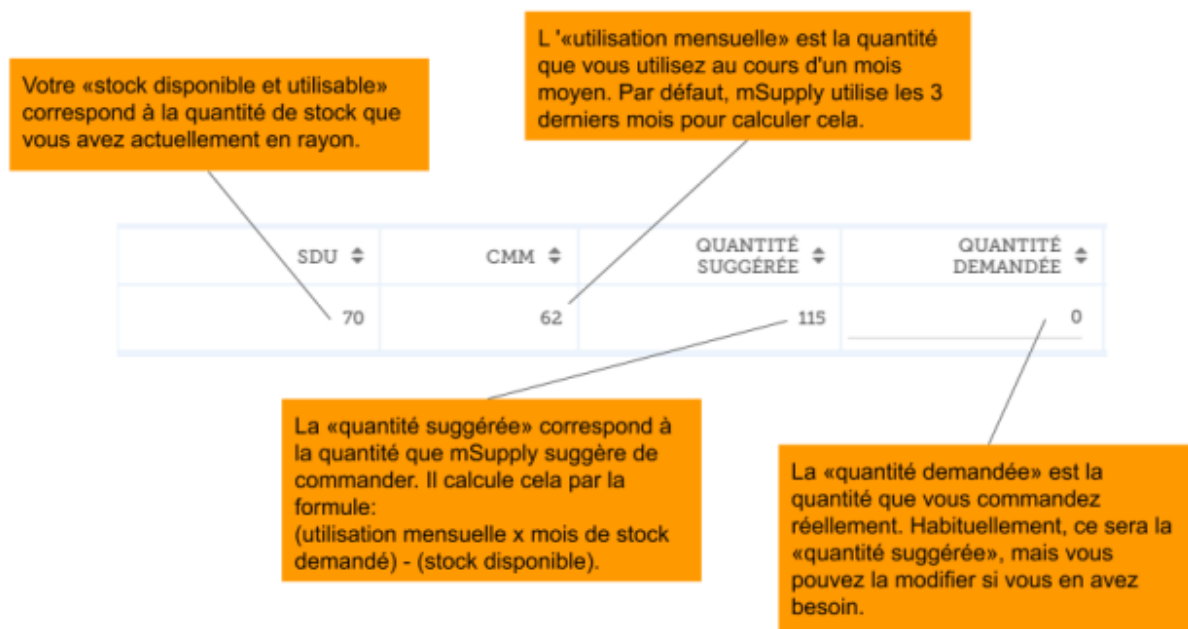 L '«utilisation mensuelle» est la quantité
que vous utilisez au cours d'un mois
moyen. Par défaut, mSupply utilise les 3
derniers mois pour calculer cela.
Votre «stock disponible et utilisable»
correspond à la quantité de stock que
vous avez actuellement en rayon.
SDU
CMM
QUANTITÉ
SUGGÉRÉE
QUANTITÉ
DEMANDÉE
70
62
115
0
La «quantité suggérée» correspond à
la quantité que mSupply suggère de
commander. Il calcule cela par la
formule:
(utilisation mensuelle x mois de stock
demandé) - (stock disponible).
La «quantité demandée» est la
quantité que vous commandez
réellement. Habituellement, ce sera la
«quantité suggérée», mais vous
pouvez la modifier si vous en avez
besoin.